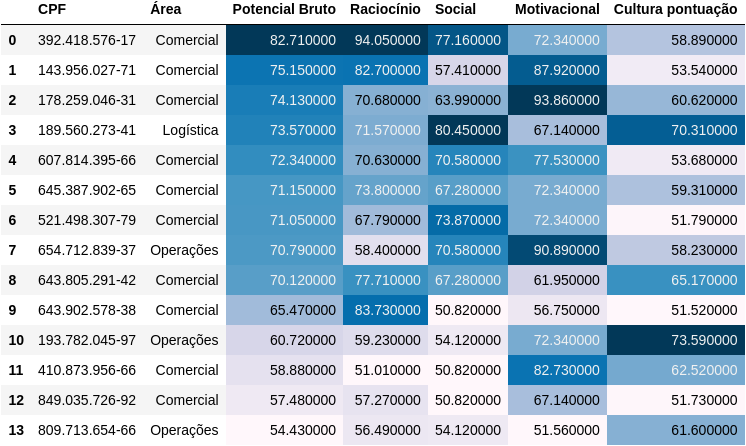 CPF Área Potencial Bruto Raciocínio Social Motivacional Cultura pontuação
0 392.418.576-17 Comercial 82.710000 94.050000 77.160000 72.340000 58.890000
1 143.956.027-71 Comercial 75.150000 82.700000 57.410000 87.920000 53.540000
2 178.259.046-31 Comercial 74.130000 70.680000 63.990000 93.860000 60.620000
3 189.560.273-41 Logística 73.570000 71.570000 80.450000 67.140000 70.310000
4 607.814.395-66 Comercial 72.340000 70.630000 70.580000 77.530000 53.680000
5 645.387.902-65 Comercial 71.150000 73.800000 67.280000 72.340000 59.310000
6 521.498.307-79 Comercial 71.050000 67.790000 73.870000 72.340000 51.790000
7 654.712.839-37 Operações 70.790000 58.400000 70.580000 90.890000 58.230000
8 643.805.291-42 Comercial 70.120000 77.710000 67.280000 61.950000 65.170000
9 643.902.578-38 Comercial 65.470000 83.730000 50.820000 56.750000 51.520000
10 193.782.045-97 Operações 60.720000 59.230000 54.120000 72.340000 73.590000
11 410.873.956-66 Comercial 58.880000 51.010000 50.820000 82.730000 62.520000
12 849.035.726-92 Comercial 57.480000 57.270000 50.820000 67.140000 51.730000
13 809.713.654-66 Operações 54.430000 56.490000 54.120000 51.560000 61.600000